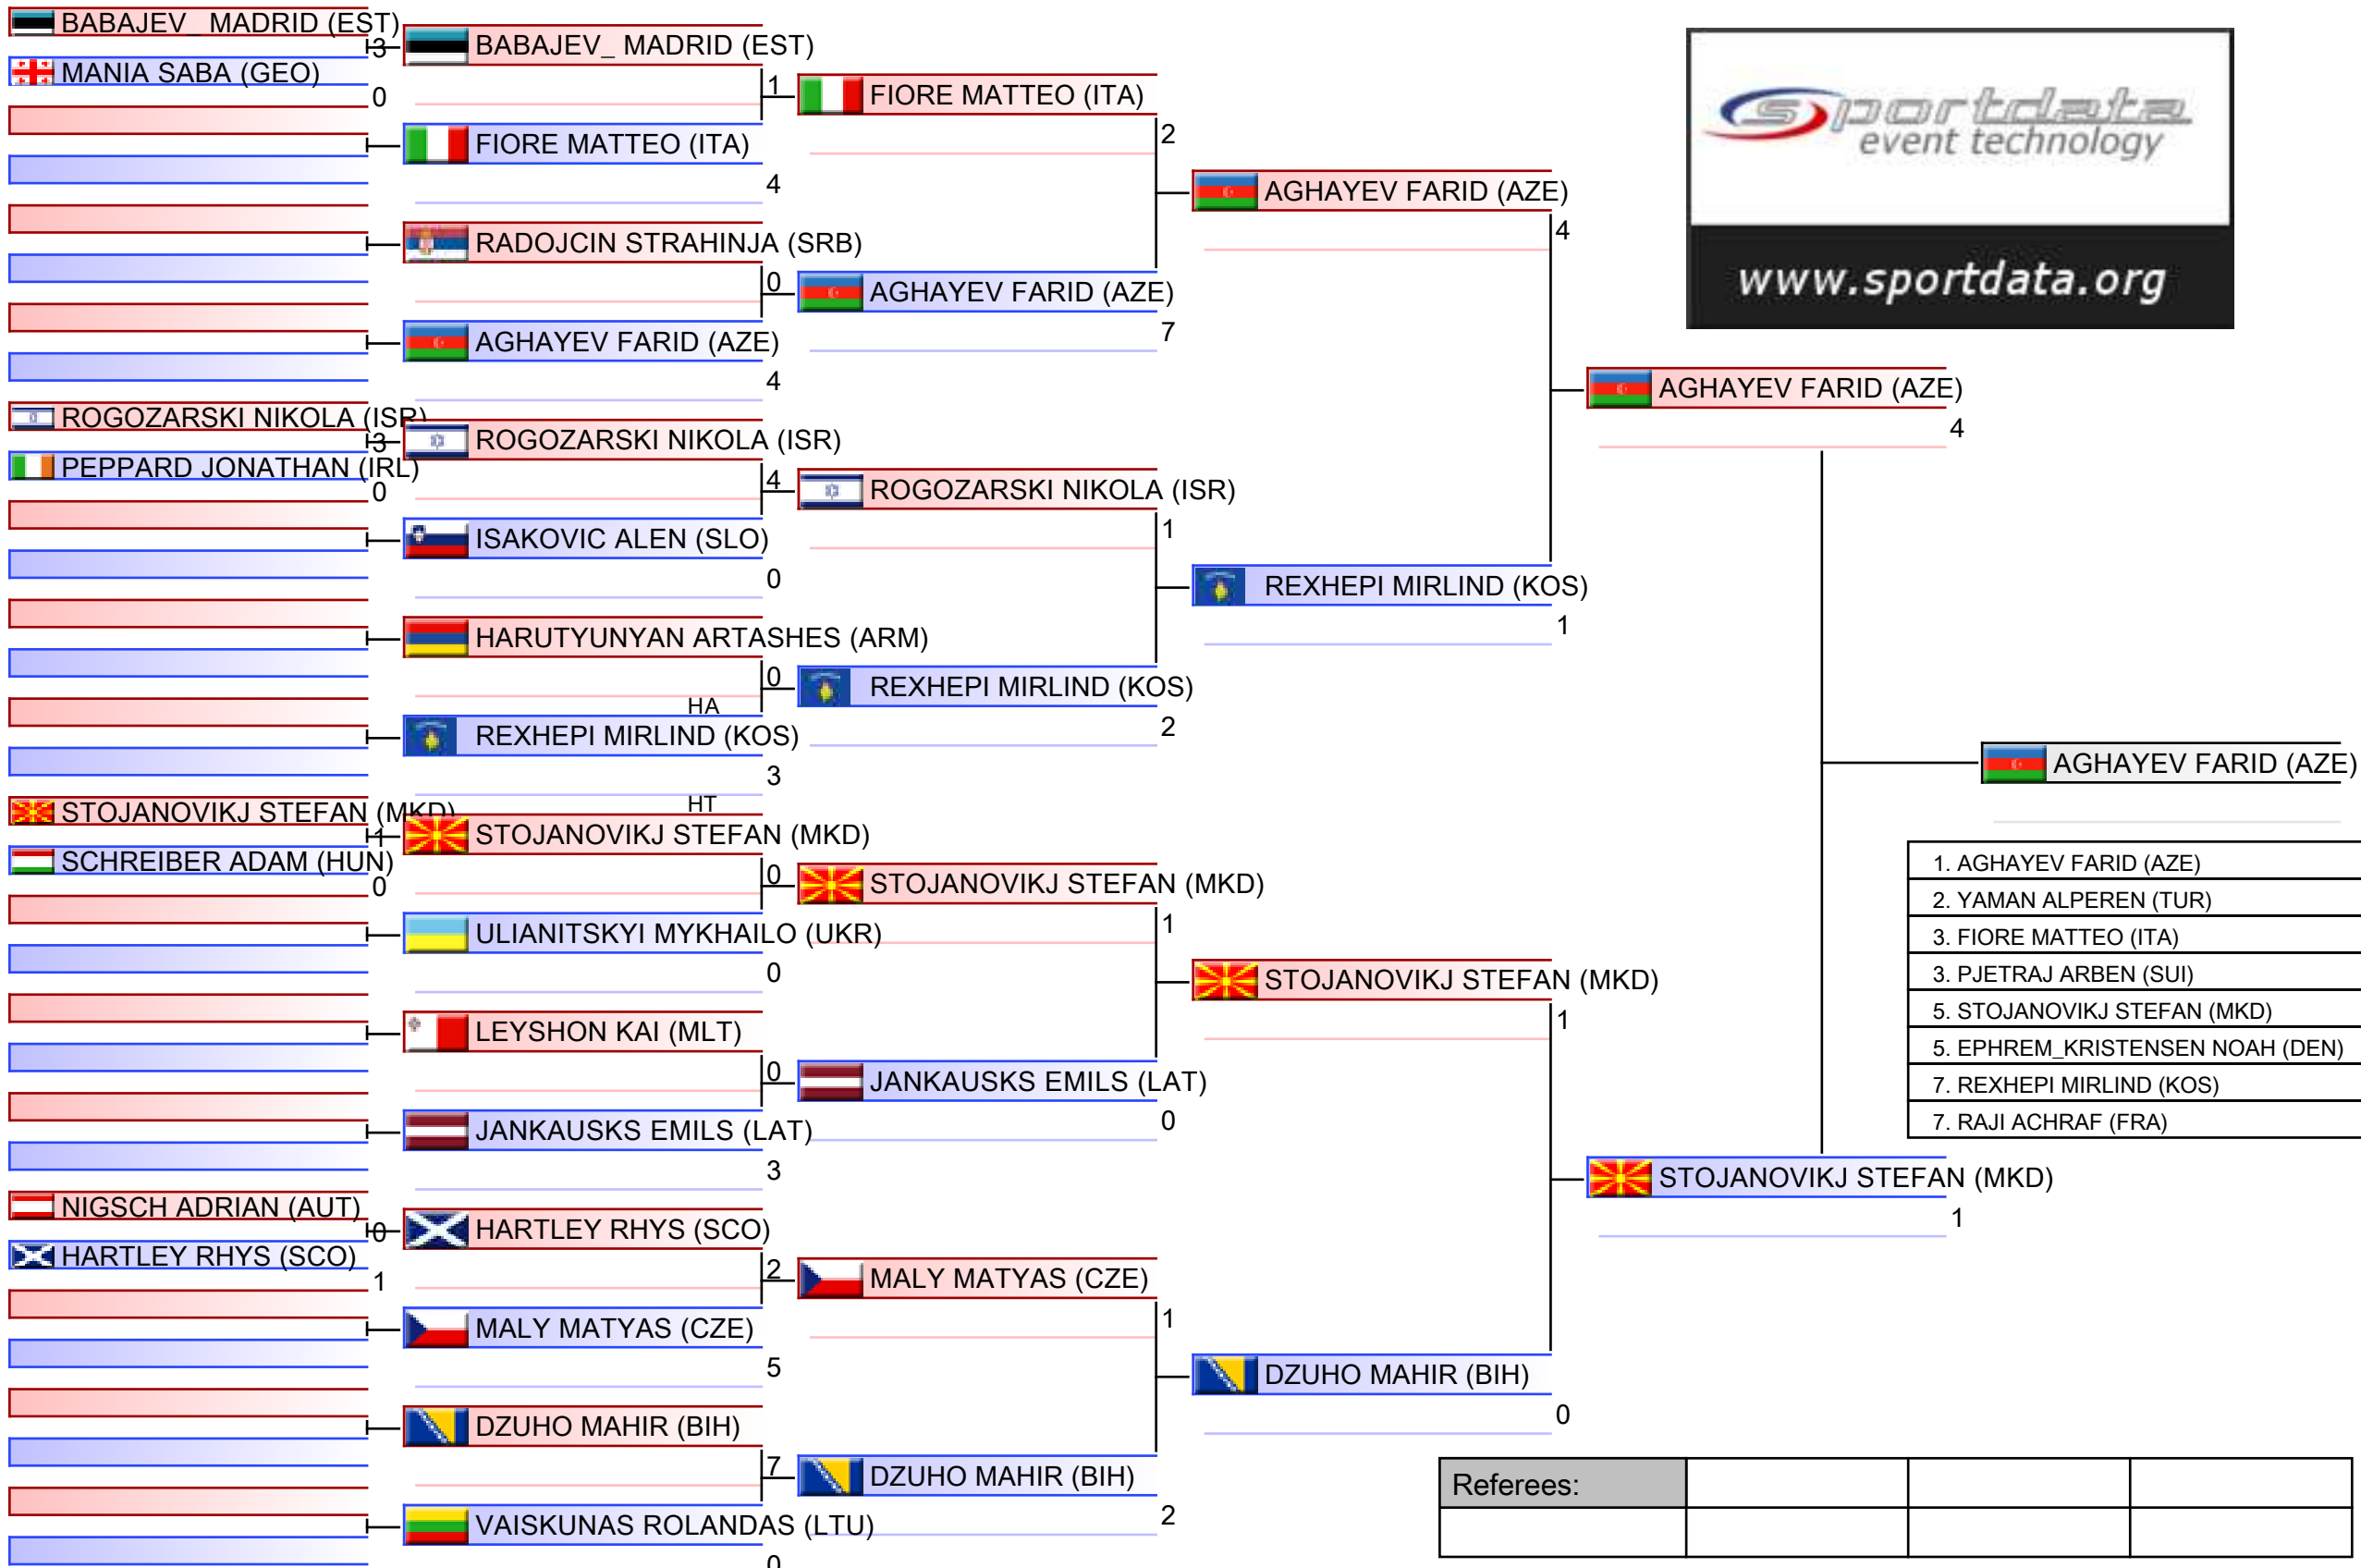 BABAJEV_ MADRID (EST)
3
MANIA SABA (GEO)
0
ROGOZARSKI NIKOLA (ISR)
3
PEPPARD JONATHAN (IRL)
0
STOJANOVIKJ STEFAN (MKD)
1
SCHREIBER ADAM (HUN)
0
NIGSCH ADRIAN (AUT)
0
HARTLEY RHYS (SCO)
1
BABAJEV_ MADRID (EST)
1
FIORE MATTEO (ITA)
4
RADOJCIN STRAHINJA (SRB)
0
AGHAYEV FARID (AZE)
4
ROGOZARSKI NIKOLA (ISR)
4
ISAKOVIC ALEN (SLO)
0
HARUTYUNYAN ARTASHES (ARM)
0
HA
REXHEPI MIRLIND (KOS)
3
HT
STOJANOVIKJ STEFAN (MKD)
0
ULIANITSKYI MYKHAILO (UKR)
0
LEYSHON KAI (MLT)
0
JANKAUSKS EMILS (LAT)
3
HARTLEY RHYS (SCO)
2
MALY MATYAS (CZE)
5
DZUHO MAHIR (BIH)
7
VAISKUNAS ROLANDAS (LTU)
0
FIORE MATTEO (ITA)
2
AGHAYEV FARID (AZE)
7
ROGOZARSKI NIKOLA (ISR)
1
REXHEPI MIRLIND (KOS)
2
STOJANOVIKJ STEFAN (MKD)
1
JANKAUSKS EMILS (LAT)
0
MALY MATYAS (CZE)
1
DZUHO MAHIR (BIH)
2
AGHAYEV FARID (AZE)
4
REXHEPI MIRLIND (KOS)
1
STOJANOVIKJ STEFAN (MKD)
1
DZUHO MAHIR (BIH)
0
AGHAYEV FARID (AZE)
4
STOJANOVIKJ STEFAN (MKD)
1
AGHAYEV FARID (AZE)
sportdata
event technology
www.sportdata.org
1. AGHAYEV FARID (AZE)
2. YAMAN ALPEREN (TUR)
3. FIORE MATTEO (ITA)
3. PJETRAJ ARBEN (SUI)
5. STOJANOVIKJ STEFAN (MKD)
5. EPHREM_KRISTENSEN NOAH (DEN)
7. REXHEPI MIRLIND (KOS)
7. RAJI ACHRAF (FRA)
Referees: